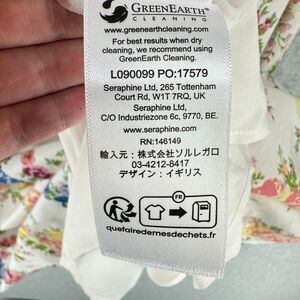 GREENEARTH
CLEANING
www.greenearthcleaning.com
For best results when dry
cleaning, we recommend using
GreenEarth Cleaning.
L090099 PO:17579
Seraphine Ltd, 265 Tottenham
Court Rd, W1T 7RQ, UK
Seraphine Ltd,
C/O Industriezone 6c, 9770, BE.
www.seraphine.com
RN:146149
輸入元：株式会社ソルレガロ
03-4212-8417
デザイン：イギリス
FR
quefairedemesdechets.fr